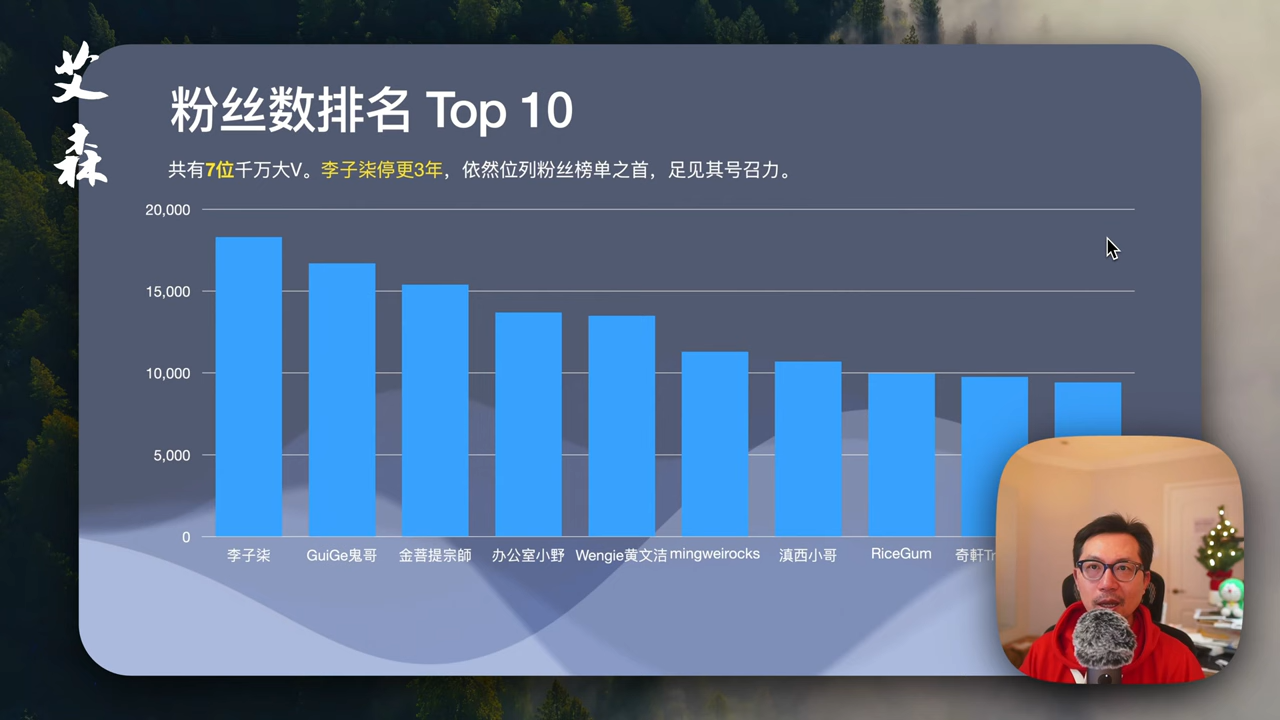 艾
森
粉丝数排名 Top 10
共有7位千万大V。李子柒停更3年，依然位列粉丝榜单之首，足见其号召力。
20,000
15,000
10,000
5,000
0
李子柒 GuiGe鬼哥 金菩提宗師 办公室小野 Wengie黄文洁 mingweirocks 滇西小哥 RiceGum 奇軒